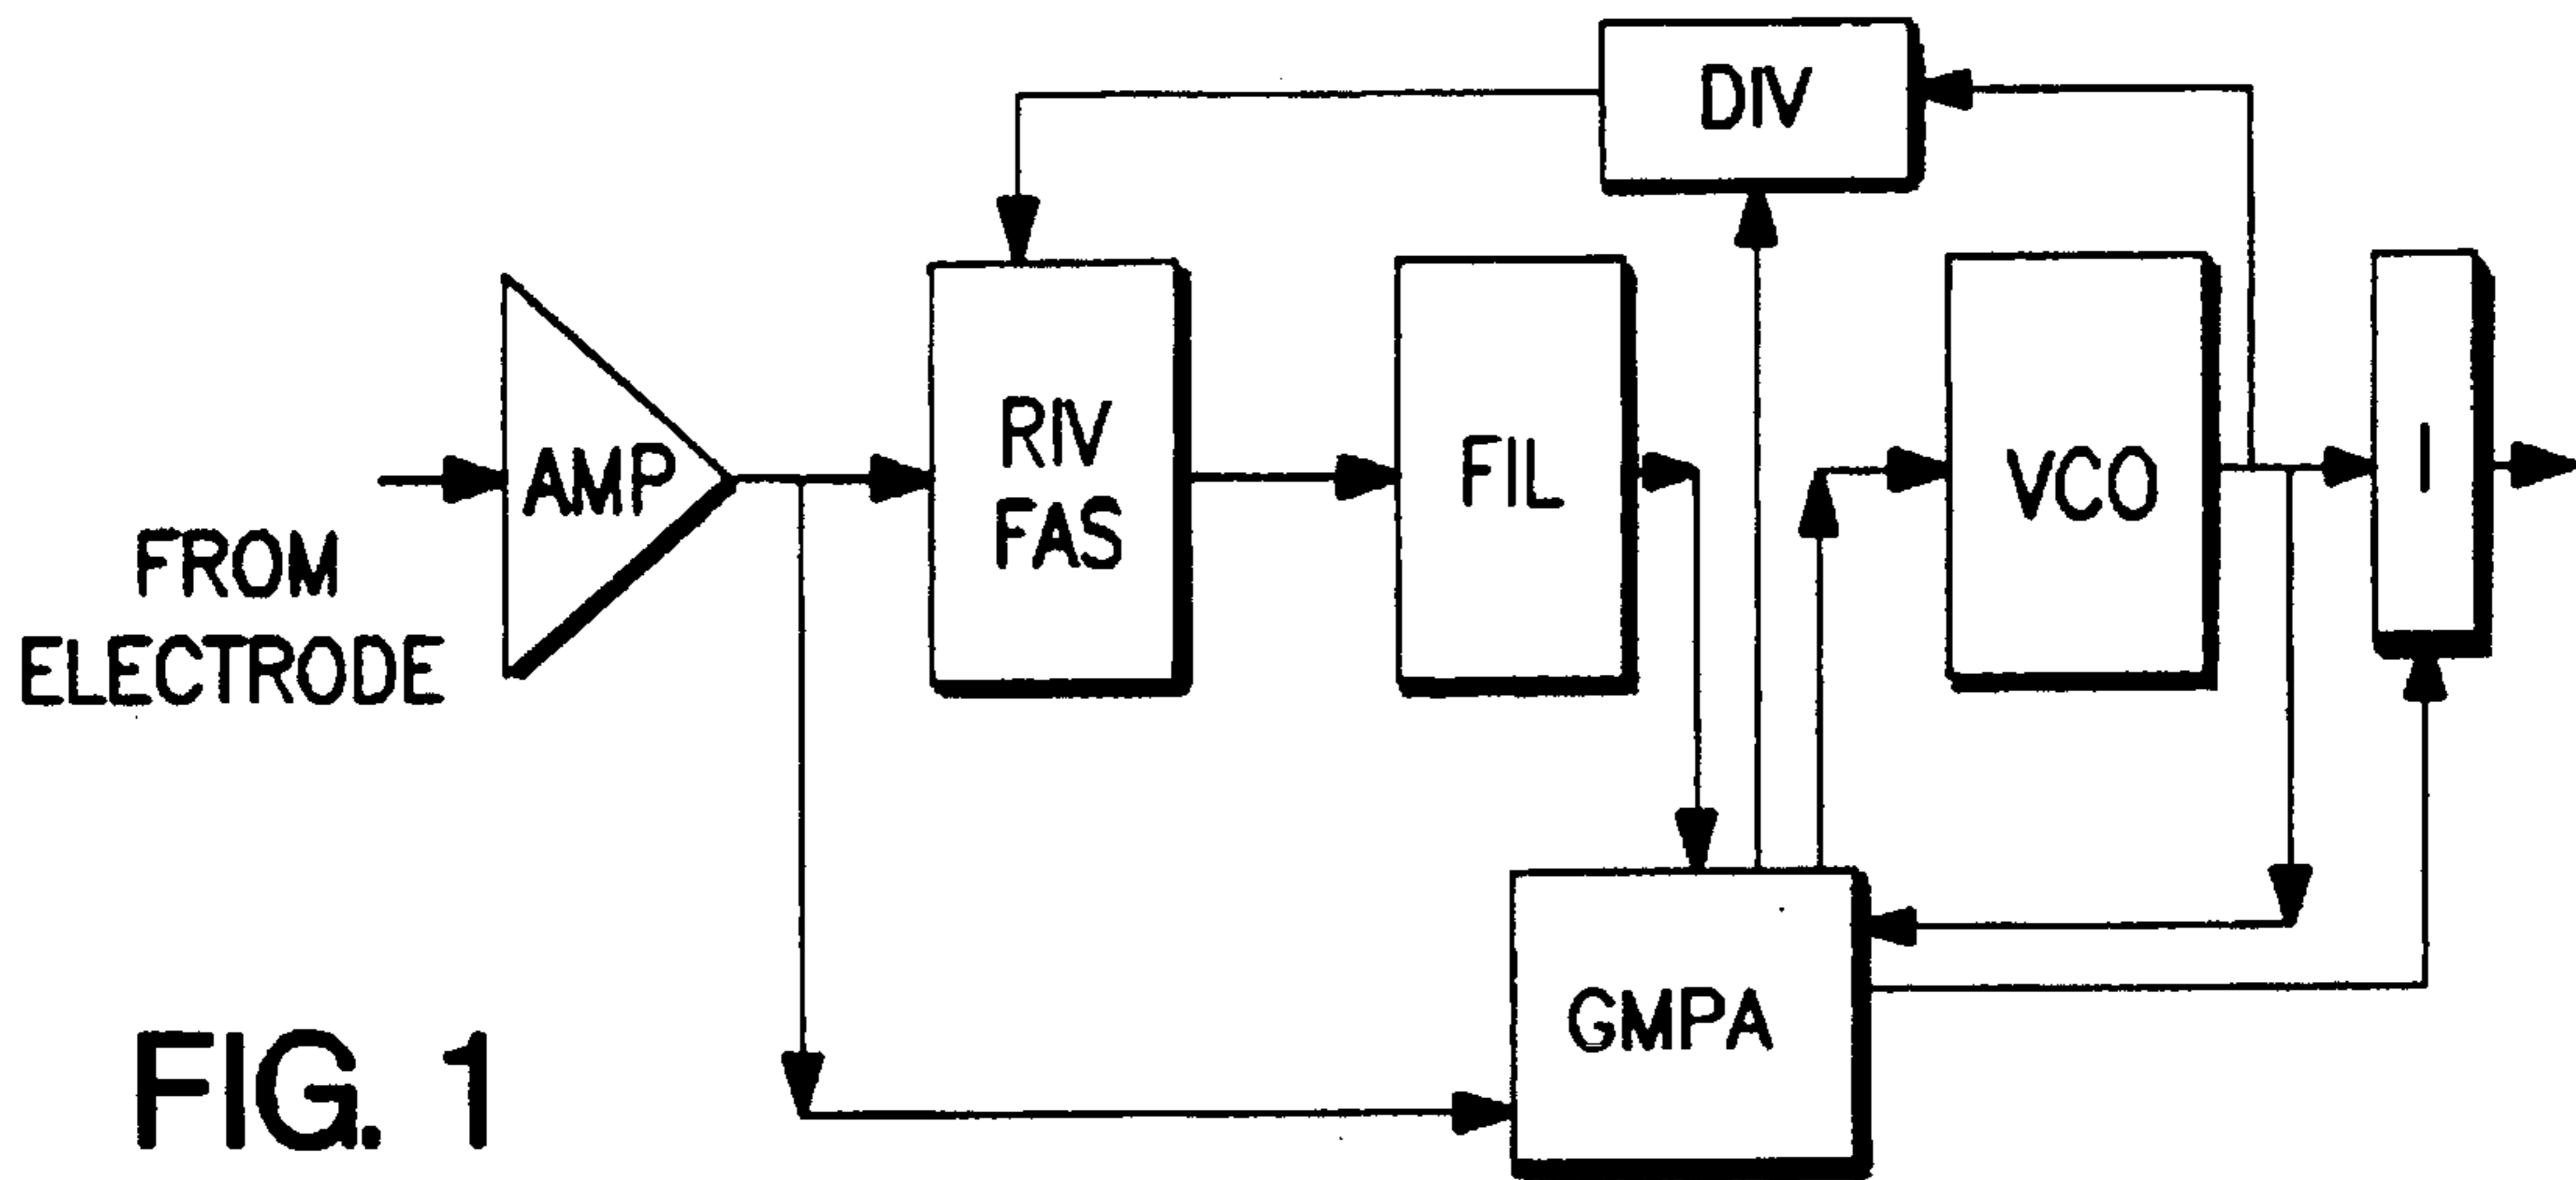 DIV
AMP
RIV
FAS
FIL
VCO
I
FROM
ELECTRODE
GMPA
FIG. 1